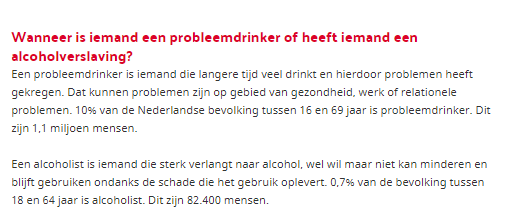 Wanneer is iemand een probleemdrinker of heeft iemand een
alcoholverslaving?
Een probleemdrinker is iemand die langere tijd veel drinkt en hierdoor problemen heeft
gekregen. Dat kunnen problemen zijn op gebied van gezondheid, werk of relationele
problemen. 10% van de Nederlandse bevolking tussen 16 en 69 jaar is probleemdrinker. Dit
zijn 1,1 miljoen mensen.
Een alcoholist is iemand die sterk verlangt naar alcohol, wel wil maar niet kan minderen en
blijft gebruiken ondanks de schade die het gebruik oplevert. 0,7% van de bevolking tussen
18 en 64 jaar is alcoholist. Dit zijn 82.400 mensen.